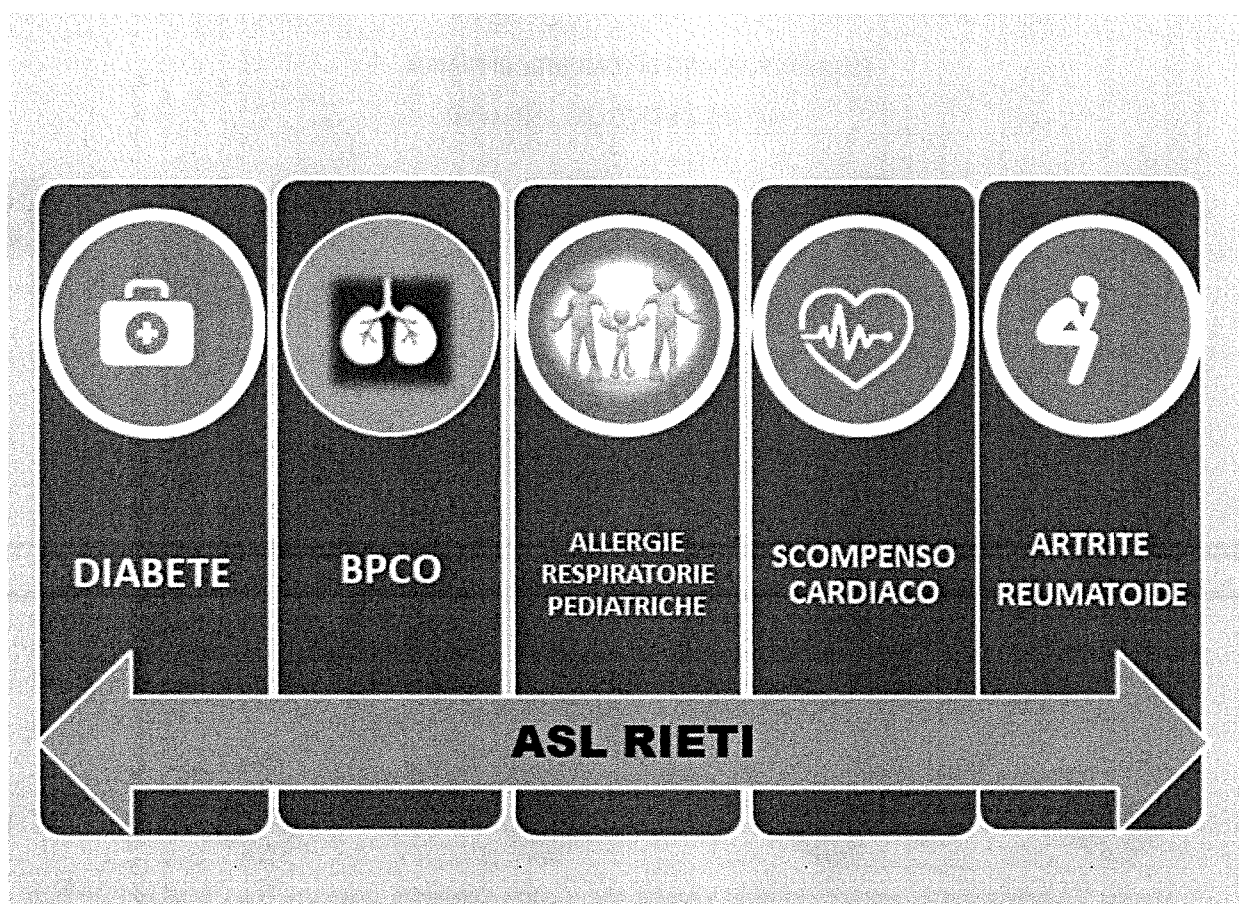 DIABETE
BPCO
ALLERGIE
RESPIRATORIE
PEDIATRICHE
SCOMPENSO
CARDIACO
ARTRITE
REUMATOIDE
ASL RIETI